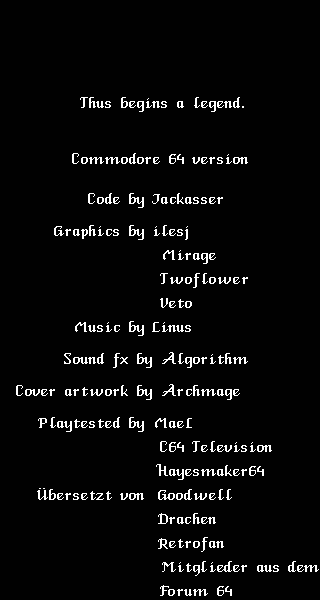 Thus begins a legend.
Commodore 64 version
Code by Jackasser
Graphics by ilesj
Mirage
Twoflower
Veto
Music by Linus
Sound fx by Algorithm
Cover artwork by Archmage
Playtested by Mael
C64 Television
Hayesmaker64
Übersetzt von Goodwell
Drachen
Retrofan
Mitglieder aus dem
Forum 64